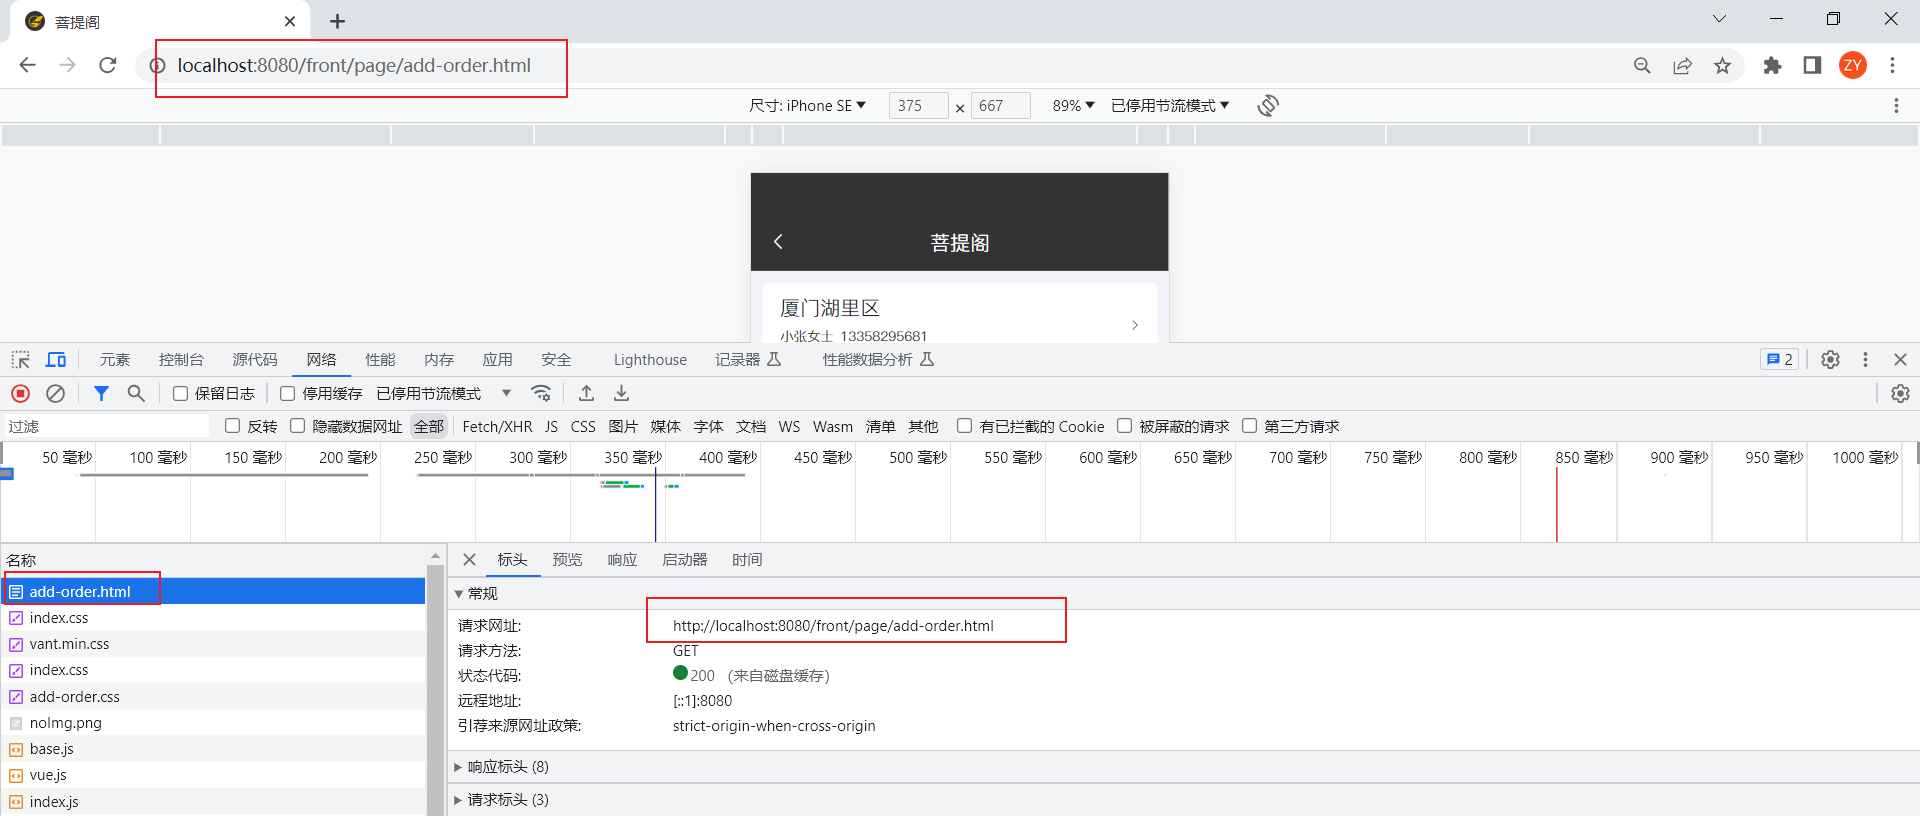 菩提阁
localhost:8080/front/page/add-order.html
ZY
尺寸: iPhone SE
375
×
667
89%
已停用节流模式
菩提阁
厦门湖里区
小张女士 13358295681
元素 控制台 源代码 网络 性能 内存 应用 安全 Lighthouse 记录器 性能数据分析 2
保留日志 停用缓存 已停用节流模式
过滤 反转 隐藏数据网址 全部 Fetch/XHR JS CSS 图片 媒体 字体 文档 WS Wasm 清单 其他 有已拦截的 Cookie 被屏蔽的请求 第三方请求
50 毫秒 100 毫秒 150 毫秒 200 毫秒 250 毫秒 300 毫秒 350 毫秒 400 毫秒 450 毫秒 500 毫秒 550 毫秒 600 毫秒 650 毫秒 700 毫秒 750 毫秒 800 毫秒 850 毫秒 900 毫秒 950 毫秒 1000 毫秒
名称
add-order.html
index.css
vant.min.css
index.css
add-order.css
noImg.png
base.js
vue.js
index.js
标头 预览 响应 启动器 时间
常规
请求网址: http://localhost:8080/front/page/add-order.html
请求方法: GET
状态代码: 200 (来自磁盘缓存)
远程地址: [::1]:8080
引荐来源网址政策: strict-origin-when-cross-origin
响应标头 (8)
请求标头 (3)